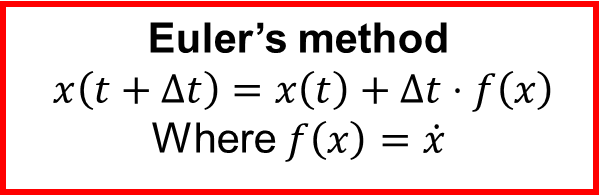 Euler's method
𝑥(𝑡 + Δ𝑡) = 𝑥(𝑡) + Δ𝑡 ⋅ 𝑓(𝑥)
Where 𝑓(𝑥) = 𝑥̇